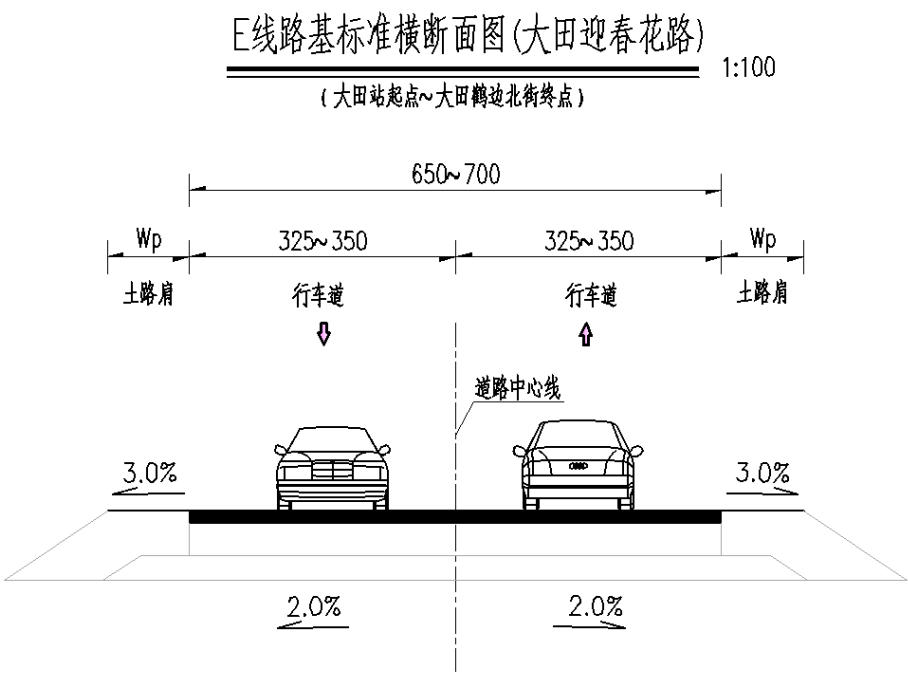 E线路基标准横断面图(大田迎春花路)
1:100
(大田站起点~大田鹤边北街终点)
650~700
Wp 325~350 325~350 Wp
土路肩 行车道 行车道 土路肩
道路中心线
3.0% 3.0%
2.0% 2.0%